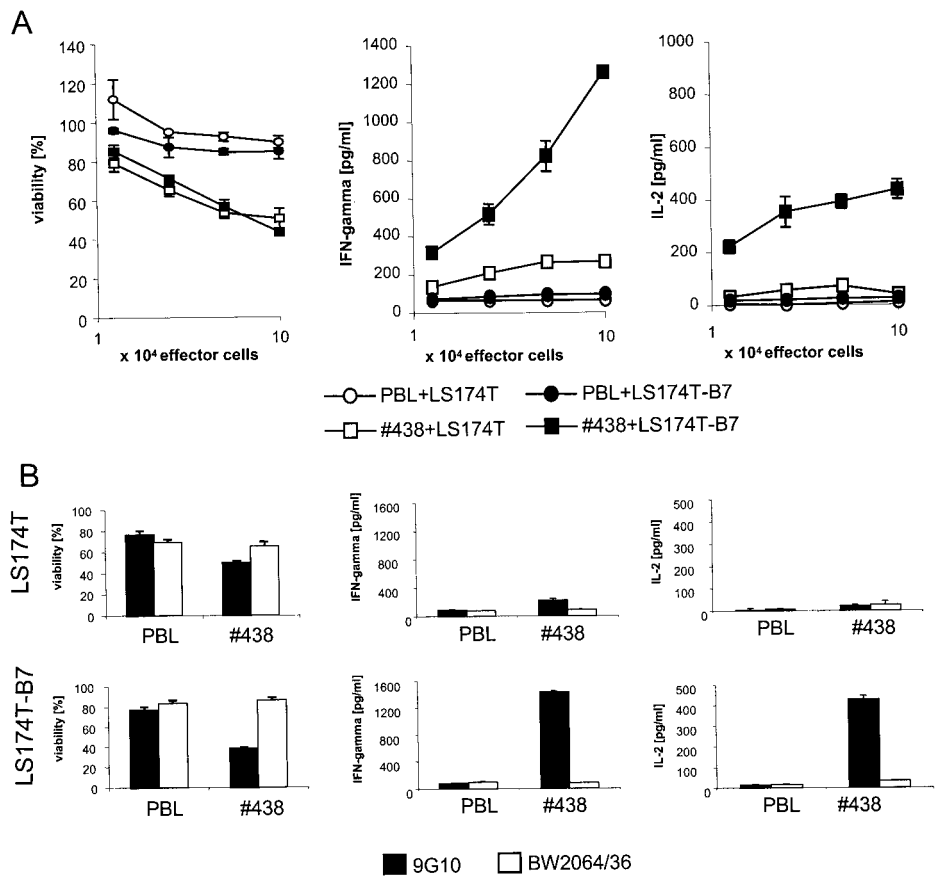 A
viability [%]
140
120
100
80
60
40
20
0
1
10
x 10⁴ effector cells
IFN-gamma [pg/ml]
1400
1200
1000
800
600
400
200
0
1
10
x 10⁴ effector cells
IL-2 [pg/ml]
1000
800
600
400
200
0
1
10
x 10⁴ effector cells
PBL+LS174T
PBL+LS174T-B7
#438+LS174T
#438+LS174T-B7
B
LS174T
viability [%]
100
80
60
40
20
0
PBL
#438
IFN-gamma [pg/ml]
1600
1200
800
400
0
PBL
#438
IL-2 [pg/ml]
500
400
300
200
100
0
PBL
#438
LS174T-B7
viability [%]
100
80
60
40
20
0
PBL
#438
IFN-gamma [pg/ml]
1600
1200
800
400
0
PBL
#438
IL-2 [pg/ml]
500
400
300
200
100
0
PBL
#438
9G10
BW2064/36